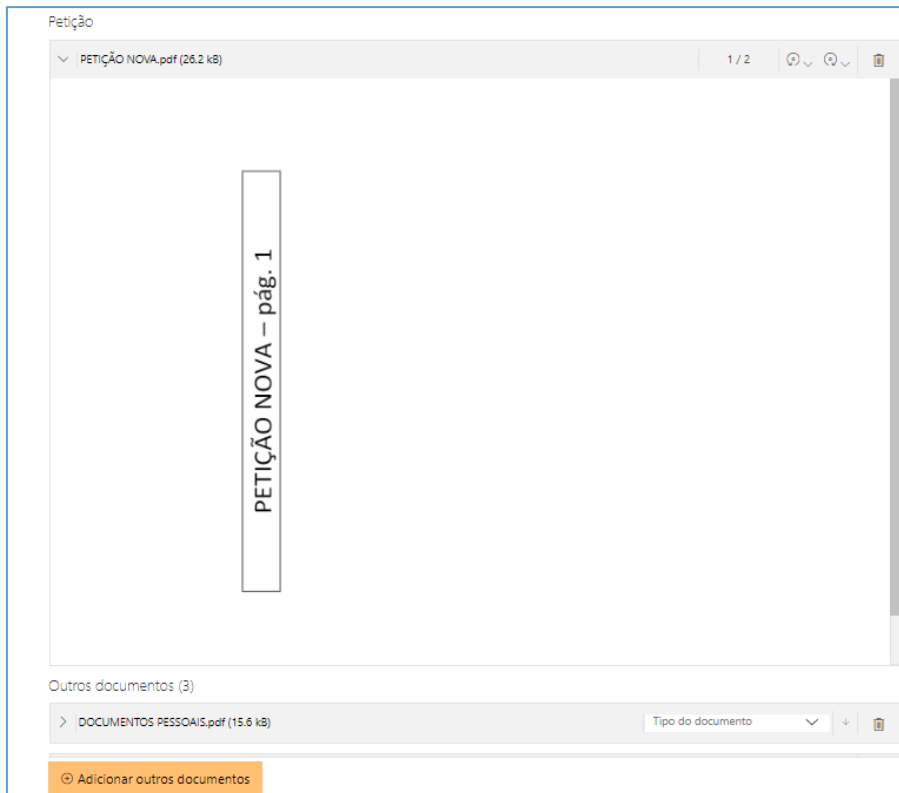 Petição
PETIÇÃO NOVA.pdf (26.2 kB) 1 / 2
PETIÇÃO NOVA – pág. 1
Outros documentos (3)
DOCUMENTOS PESSOAIS.pdf (15.6 kB) Tipo do documento
Adicionar outros documentos